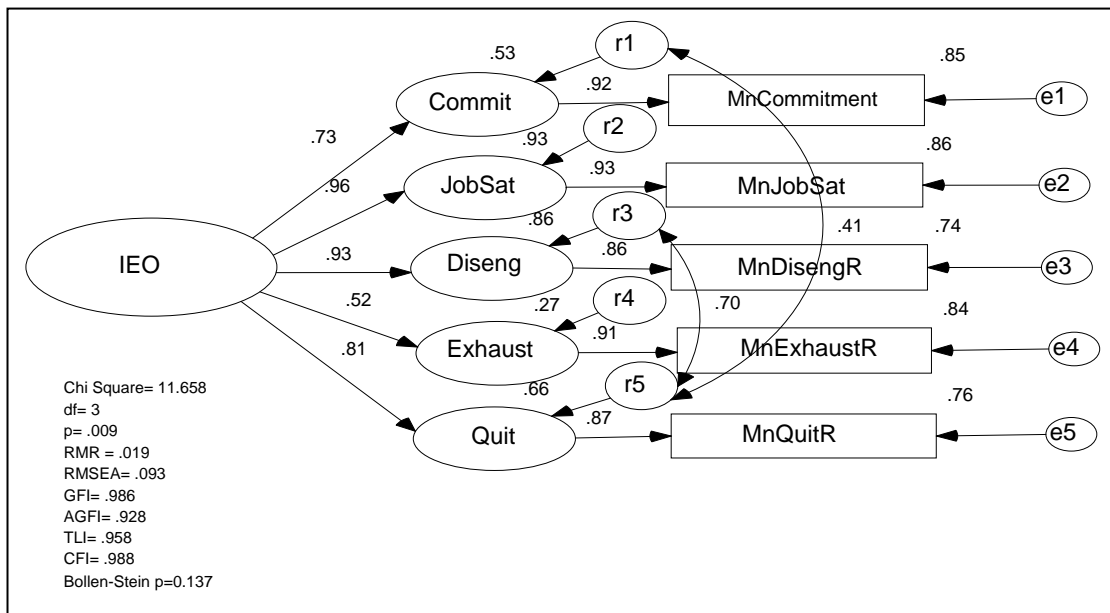 r1
.53
.85
.92
Commit
MnCommitment
e1
.73
.93
r2
.86
.96
.93
JobSat
MnJobSat
e2
.86
r3
.41
.74
IEO
.93
.86
Diseng
MnDisengR
e3
.52
.27
r4
.70
.84
.91
.81
Exhaust
MnExhaustR
e4
.66
r5
.76
.87
Quit
MnQuitR
e5
Chi Square= 11.658
df= 3
p= .009
RMR = .019
RMSEA= .093
GFI= .986
AGFI= .928
TLI= .958
CFI= .988
Bollen-Stein p=0.137